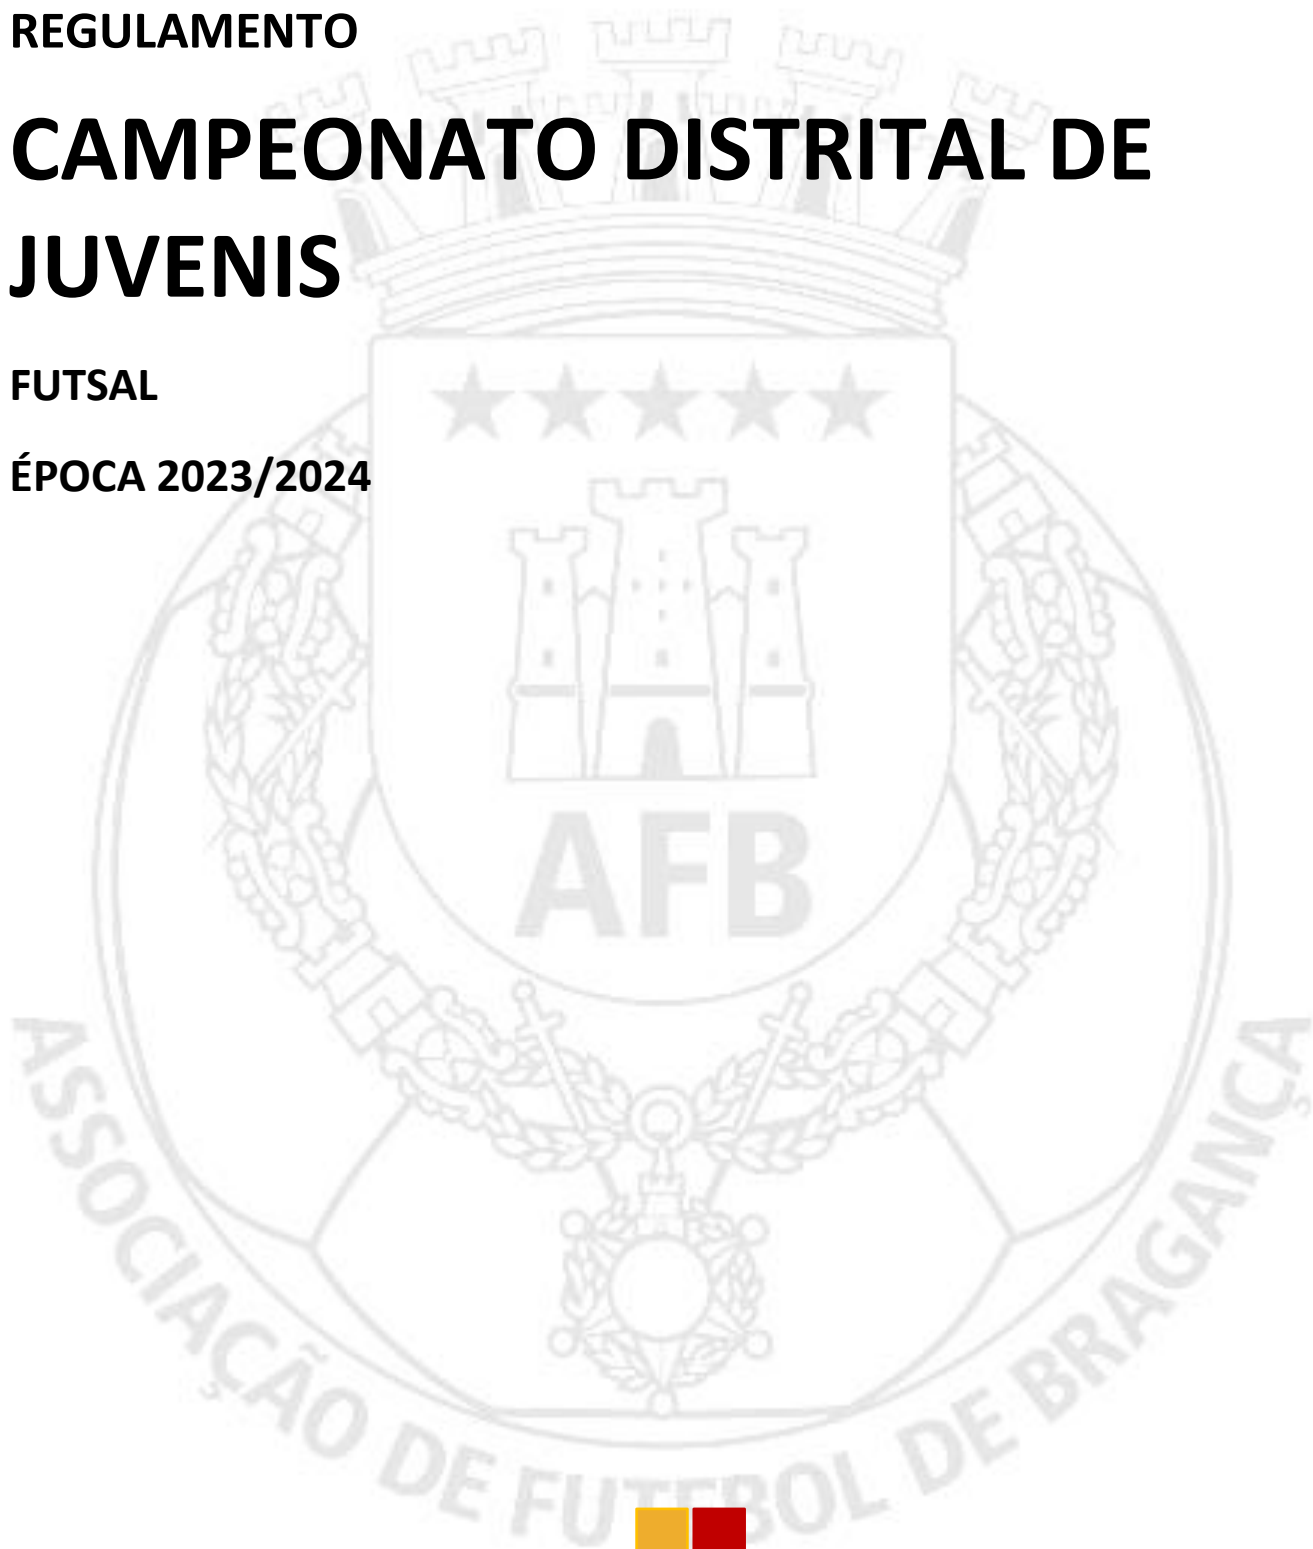 REGULAMENTO
CAMPEONATO DISTRITAL DE
JUVENIS
FUTSAL
ÉPOCA 2023/2024
AFB
ASSOCIAÇÃO DE FUTEBOL DE BRAGANÇA